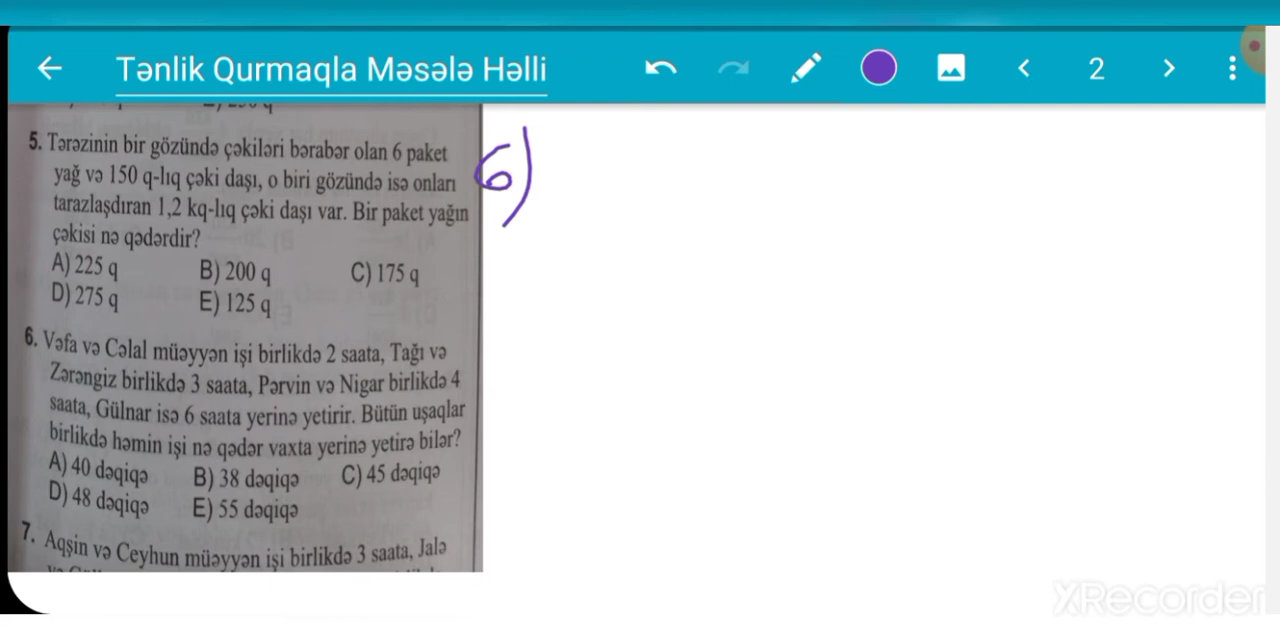 Tənlik Qurmaqla Məsələ Həlli
2
5. Tərəzinin bir gözündə çəkiləri bərabər olan 6 paket
yağ və 150 q-lıq çəki daşı, o biri gözündə isə onları
tarazlaşdıran 1,2 kq-lıq çəki daşı var. Bir paket yağın
çəkisi nə qədərdir?
A) 225 q B) 200 q C) 175 q
D) 275 q E) 125 q
6. Vəfa və Cəlal müəyyən işi birlikdə 2 saata, Tağı və
Zərəngiz birlikdə 3 saata, Pərvin və Nigar birlikdə 4
saata, Gülnar isə 6 saata yerinə yetirir. Bütün uşaqlar
birlikdə həmin işi nə qədər vaxta yerinə yetirə bilər?
A) 40 dəqiqə B) 38 dəqiqə C) 45 dəqiqə
D) 48 dəqiqə E) 55 dəqiqə
7. Aqşin və Ceyhun müəyyən işi birlikdə 3 saata, Jalə
6)
XRecorder